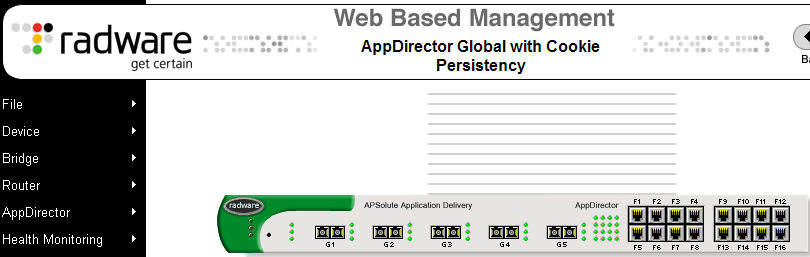 Web Based Management
radware
get certain
AppDirector Global with Cookie
Persistency
File
Device
Bridge
Router
AppDirector
Health Monitoring
radware
APSolute Application Delivery
AppDirector
F1 F2 F3 F4 F9 F10 F11 F12
G1 G2 G3 G4 G5
F5 F6 F7 F8 F13 F14 F15 F16